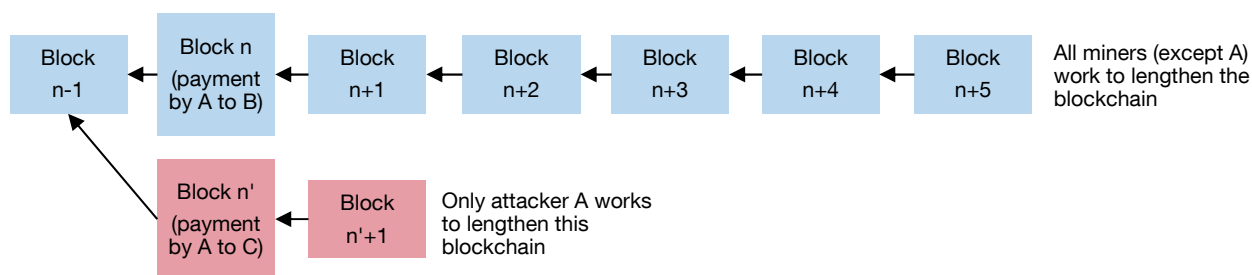 Block
n-1
Block n
(payment
by A to B)
Block
n+1
Block
n+2
Block
n+3
Block
n+4
Block
n+5
All miners (except A)
work to lengthen the
blockchain
Block n'
(payment
by A to C)
Block
n'+1
Only attacker A works
to lengthen this
blockchain